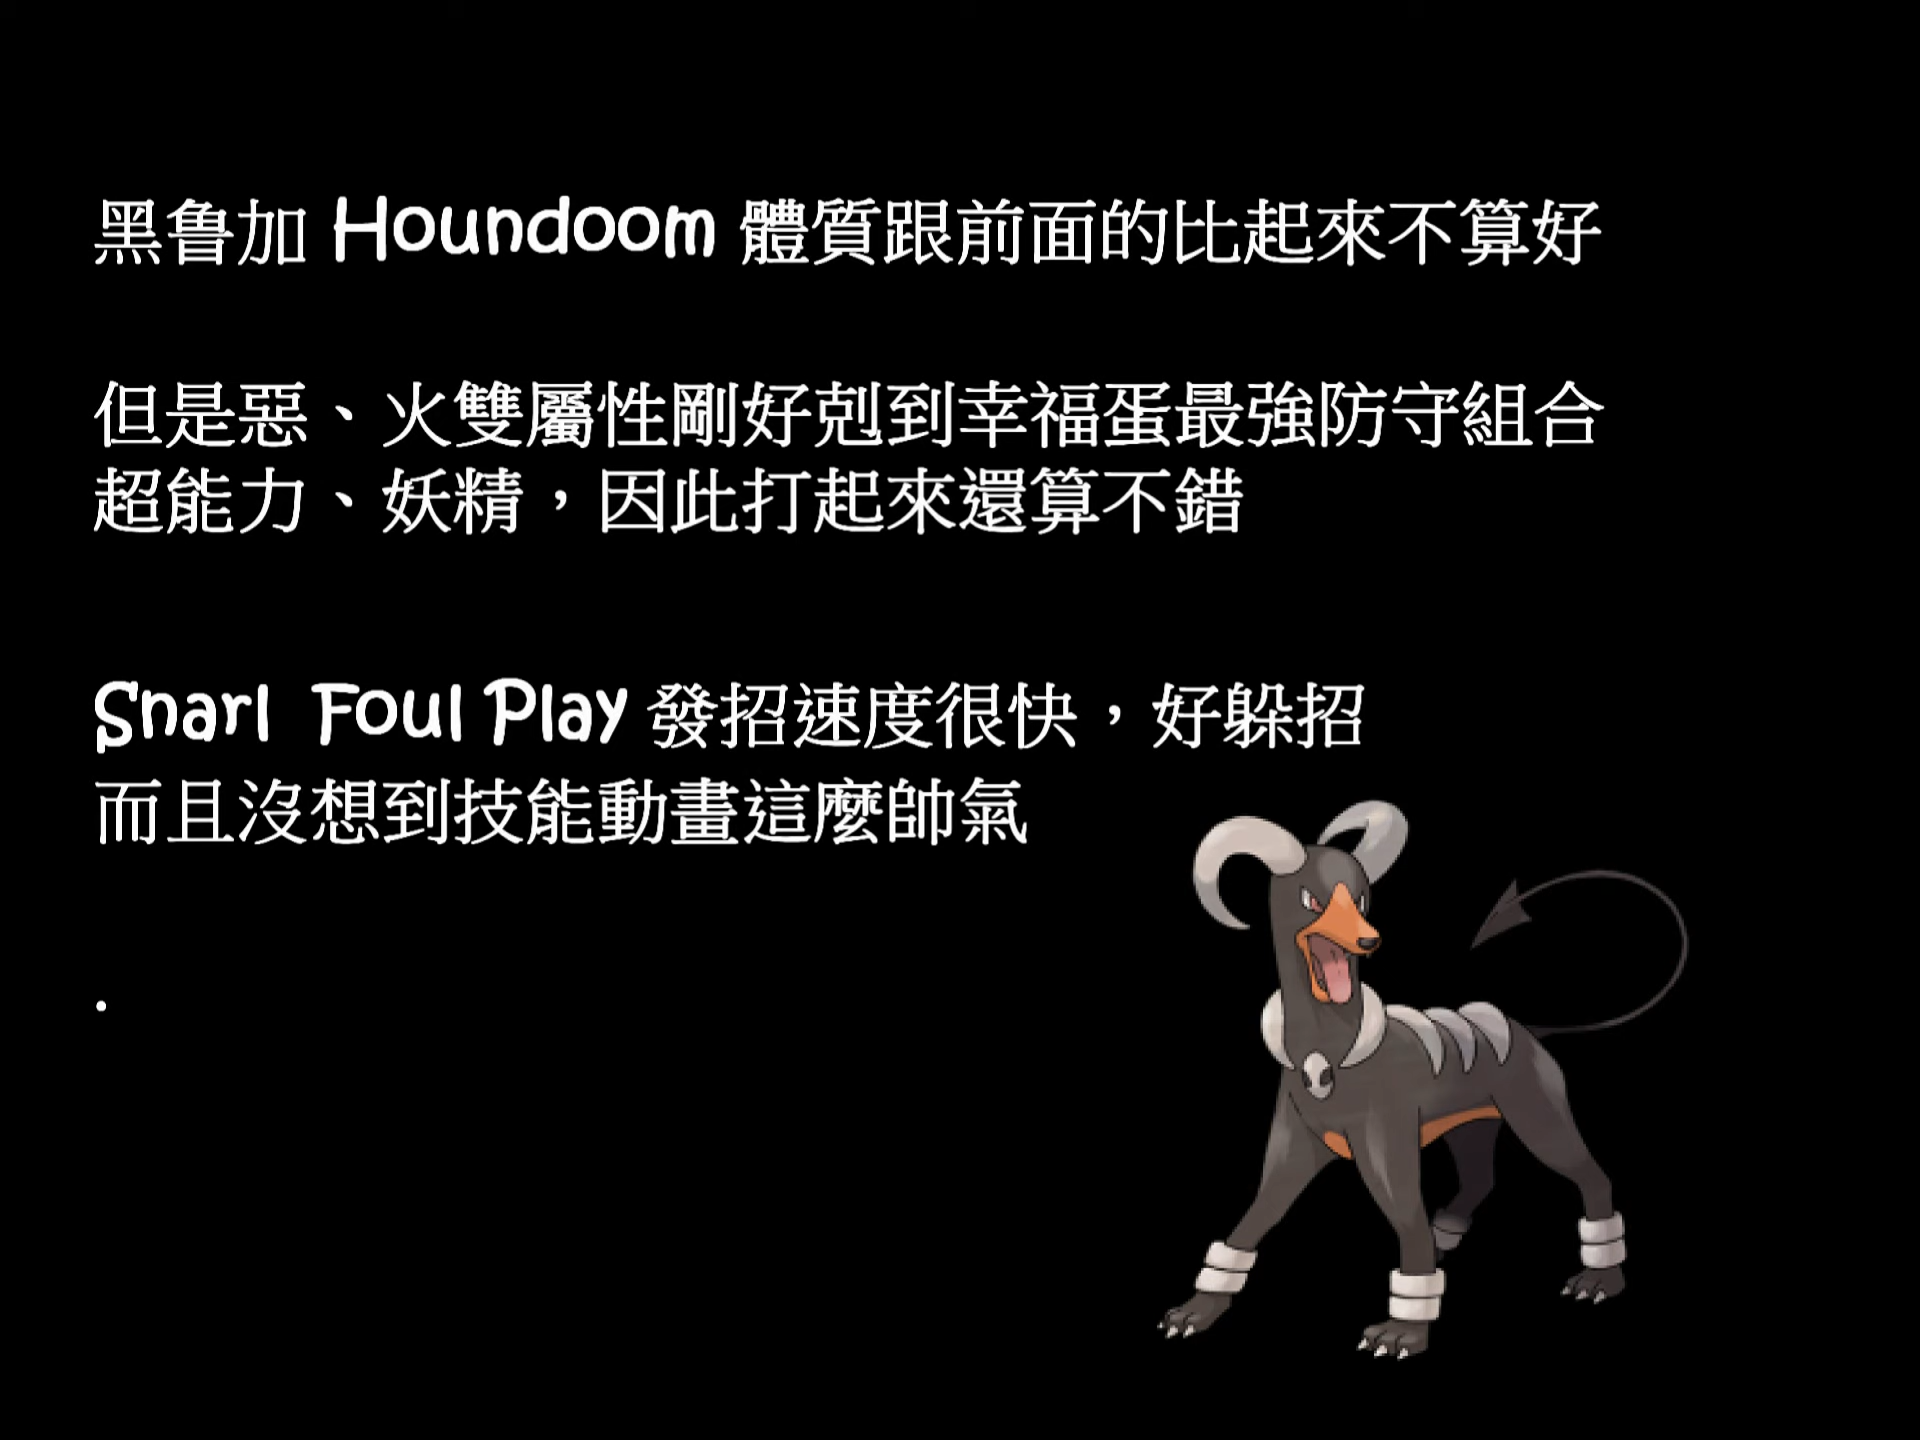 黑魯加 Houndoom 體質跟前面的比起來不算好
但是惡、火雙屬性剛好剋到幸福蛋最強防守組合
超能力、妖精，因此打起來還算不錯
Snarl Foul Play 發招速度很快，好躲招
而且沒想到技能動畫這麼帥氣
.